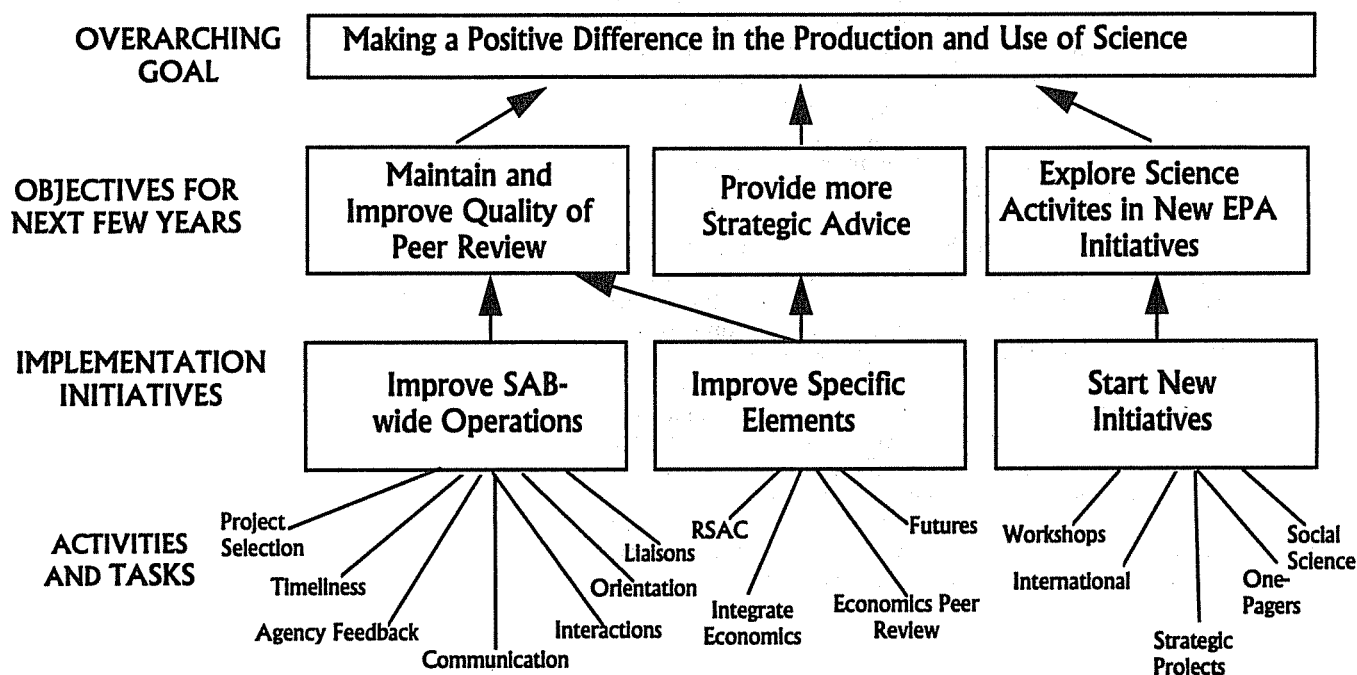 OVERARCHING
GOAL
Making a Positive Difference in the Production and Use of Science
OBJECTIVES FOR
NEXT FEW YEARS
Maintain and
Improve Quality of
Peer Review
Provide more
Strategic Advice
Explore Science
Activites in New EPA
Initiatives
IMPLEMENTATION
INITIATIVES
Improve SAB-
wide Operations
Improve Specific
Elements
Start New
Initiatives
ACTIVITIES
AND TASKS
Project
Selection
Timeliness
Agency Feedback
Communication
Interactions
Orientation
Liaisons
RSAC
Integrate
Economics
Economics Peer
Review
Futures
Workshops
International
Strategic
Projects
One-
Pagers
Social
Science